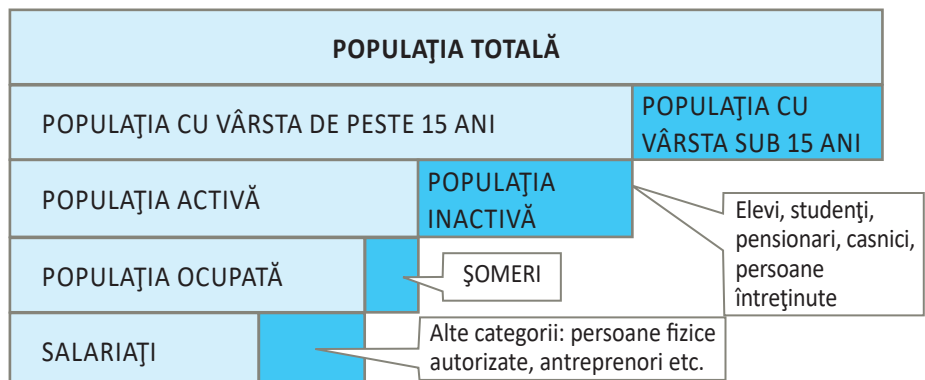 POPULAŢIA TOTALĂ
POPULAŢIA CU VÂRSTA DE PESTE 15 ANI
POPULAŢIA CU
VÂRSTA SUB 15 ANI
POPULAŢIA ACTIVĂ
POPULAŢIA
INACTIVĂ
Elevi, studenţi,
pensionari, casnici,
persoane
întreţinute
POPULAŢIA OCUPATĂ
ŞOMERI
SALARIAŢI
Alte categorii: persoane fizice
autorizate, antreprenori etc.